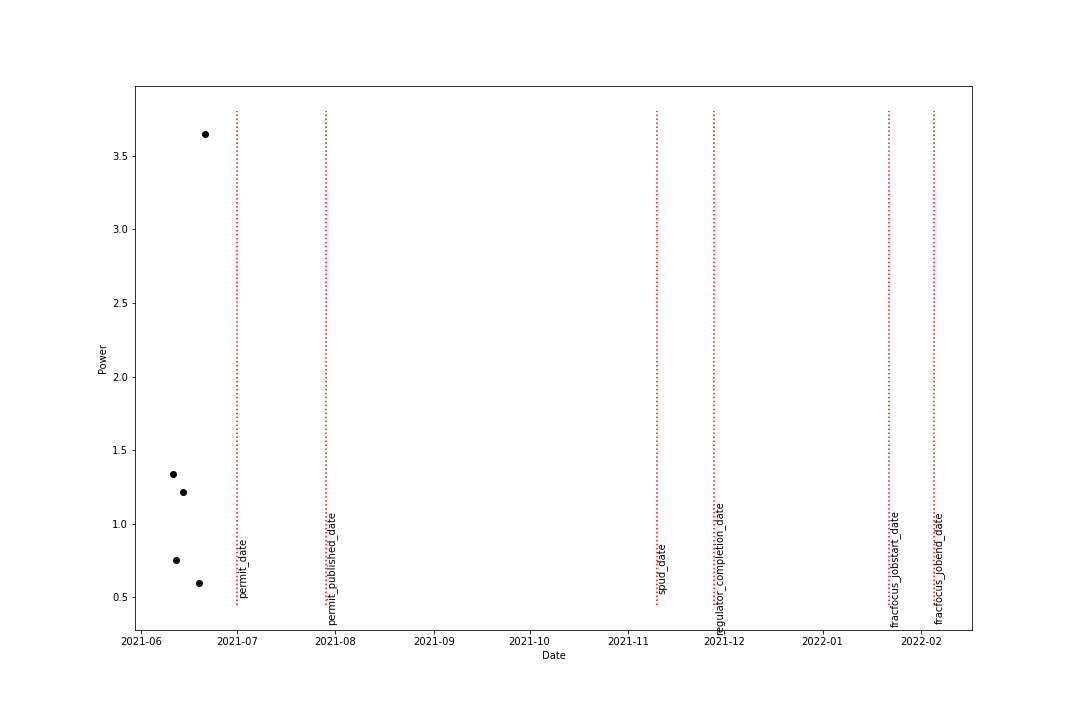 3.5
3.0
2.5
2.0
1.5
1.0
0.5
Power
permit_date
permit_published_date
spud_date
regulator_completion_date
fracfocus_jobstart_date
fracfocus_jobend_date
2021-06
2021-07
2021-08
2021-09
2021-10
2021-11
2021-12
2022-01
2022-02
Date